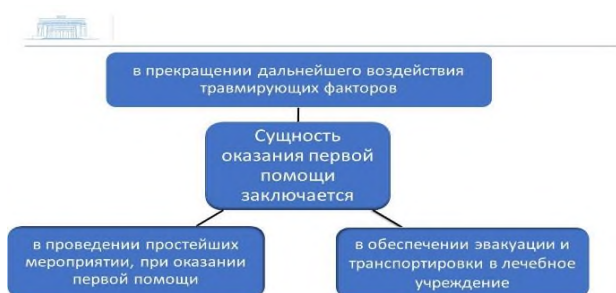 в прекращении дальнейшего воздействия
травмирующих факторов
Сущность
оказания первой
помощи
заключается
в проведении простейших
мероприятии, при оказании
первой помощи
в обеспечении эвакуации и
транспортировки в лечебное
учреждение